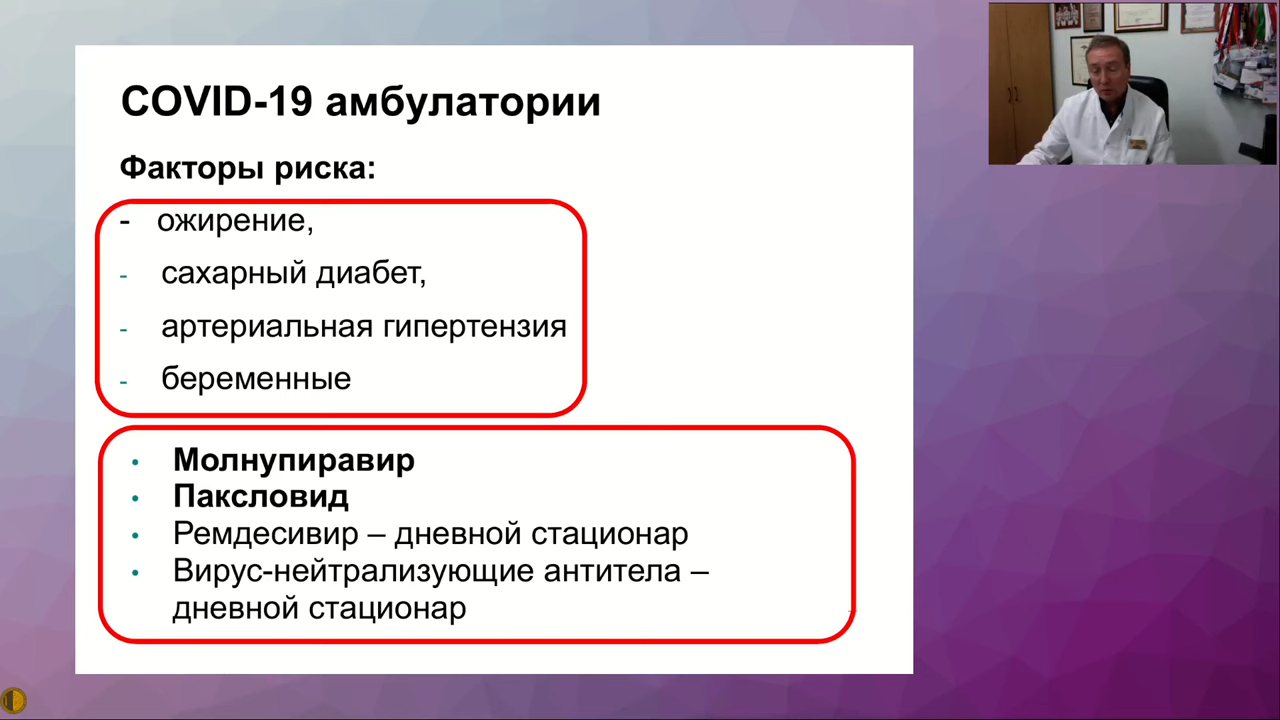 COVID-19 амбулатории
Факторы риска:
- ожирение,
- сахарный диабет,
- артериальная гипертензия
- беременные
• Молнупиравир
• Паксловид
• Ремдесивир – дневной стационар
• Вирус-нейтрализующие антитела –
дневной стационар